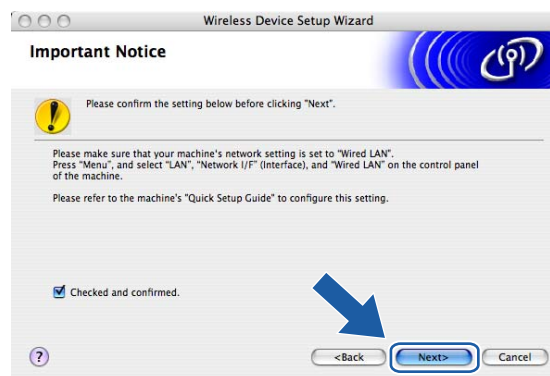 Wireless Device Setup Wizard
Important Notice
Please confirm the setting below before clicking "Next".
Please make sure that your machine's network setting is set to "Wired LAN".
Press "Menu", and select "LAN", "Network I/F" (Interface), and "Wired LAN" on the control panel
of the machine.
Please refer to the machine's "Quick Setup Guide" to configure this setting.
Checked and confirmed.
? <Back Next> Cancel